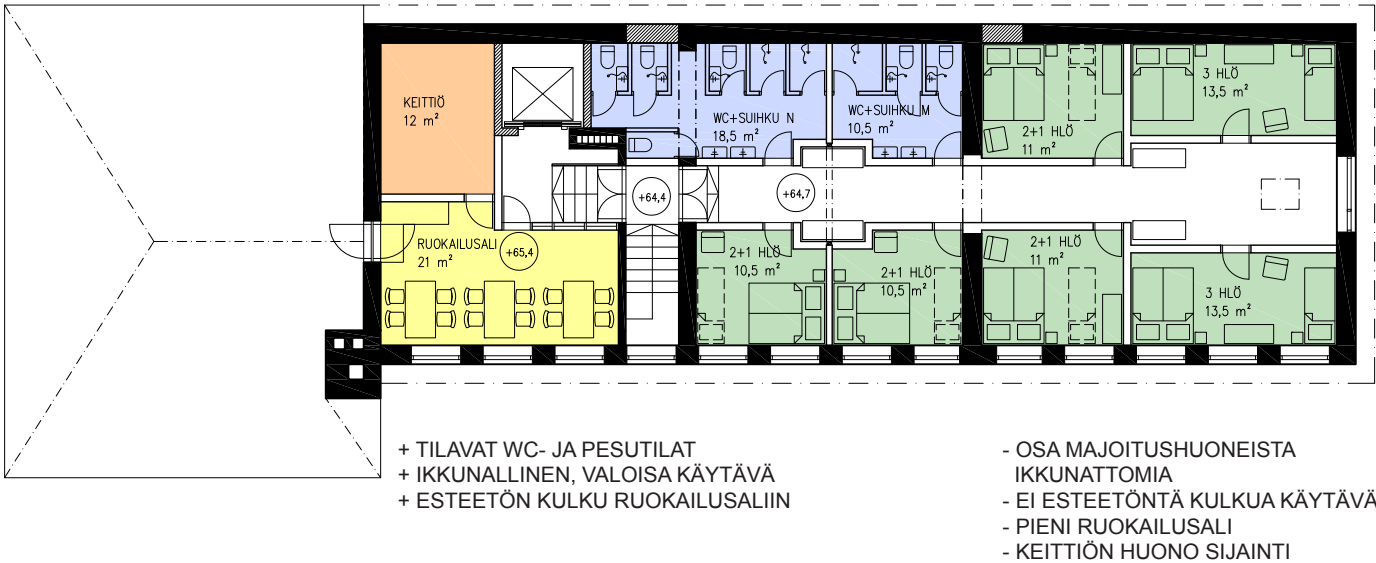 KEITTIÖ
12 m²
WC+SUIHKU N
18,5 m²
WC+SUIHKU M
10,5 m²
2+1 HLÖ
11 m²
3 HLÖ
13,5 m²
+64,4
+64,7
RUOKAILUSALI
21 m²
+65,4
2+1 HLÖ
10,5 m²
2+1 HLÖ
10,5 m²
2+1 HLÖ
11 m²
3 HLÖ
13,5 m²
+ TILAVAT WC- JA PESUTILAT
+ IKKUNALLINEN, VALOISA KÄYTÄVÄ
+ ESTEETÖN KULKU RUOKAILUSALIIN
- OSA MAJOITUSHUONEISTA
IKKUNATTOMIA
- EI ESTEETÖNTÄ KULKUA KÄYTÄVÄ
- PIENI RUOKAILUSALI
- KEITTIÖN HUONO SIJAINTI